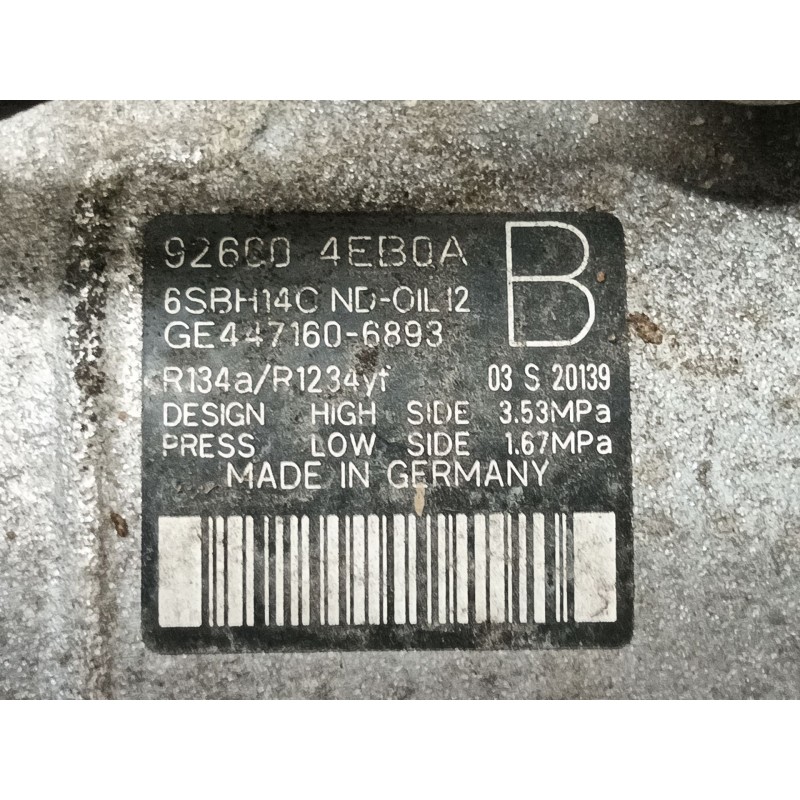 92600 4EB0A B
6SBH14C ND-OIL12
GE447160-6893
R134a/R1234yf 03 S 20139
DESIGN HIGH SIDE 3.53MPa
PRESS LOW SIDE 1.67MPa
MADE IN GERMANY